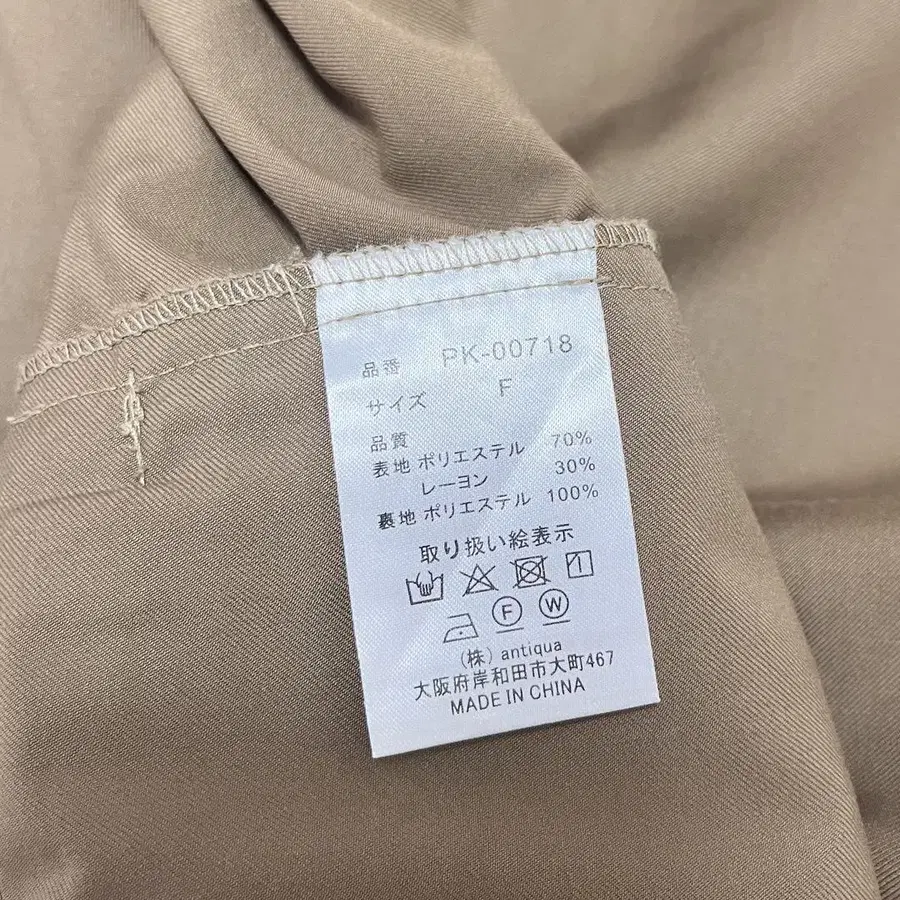 品番 PK-00718
サイズ F
品質
表地 ポリエステル 70%
レーヨン 30%
裏地 ポリエステル 100%
取り扱い絵表示
F W
(株) antiqua
大阪府岸和田市大町467
MADE IN CHINA